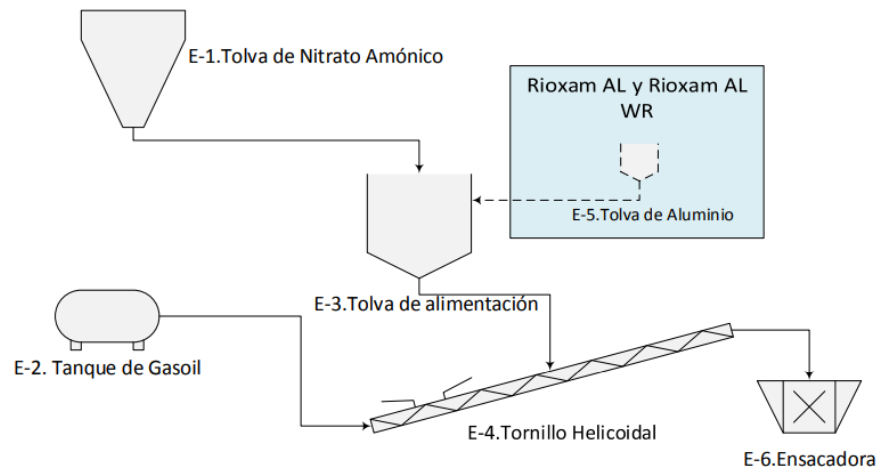 E-1.Tolva de Nitrato Amónico
Rioxam AL y Rioxam AL
WR
E-5.Tolva de Aluminio
E-3.Tolva de alimentación
E-2. Tanque de Gasoil
E-4.Tornillo Helicoidal
E-6.Ensacadora